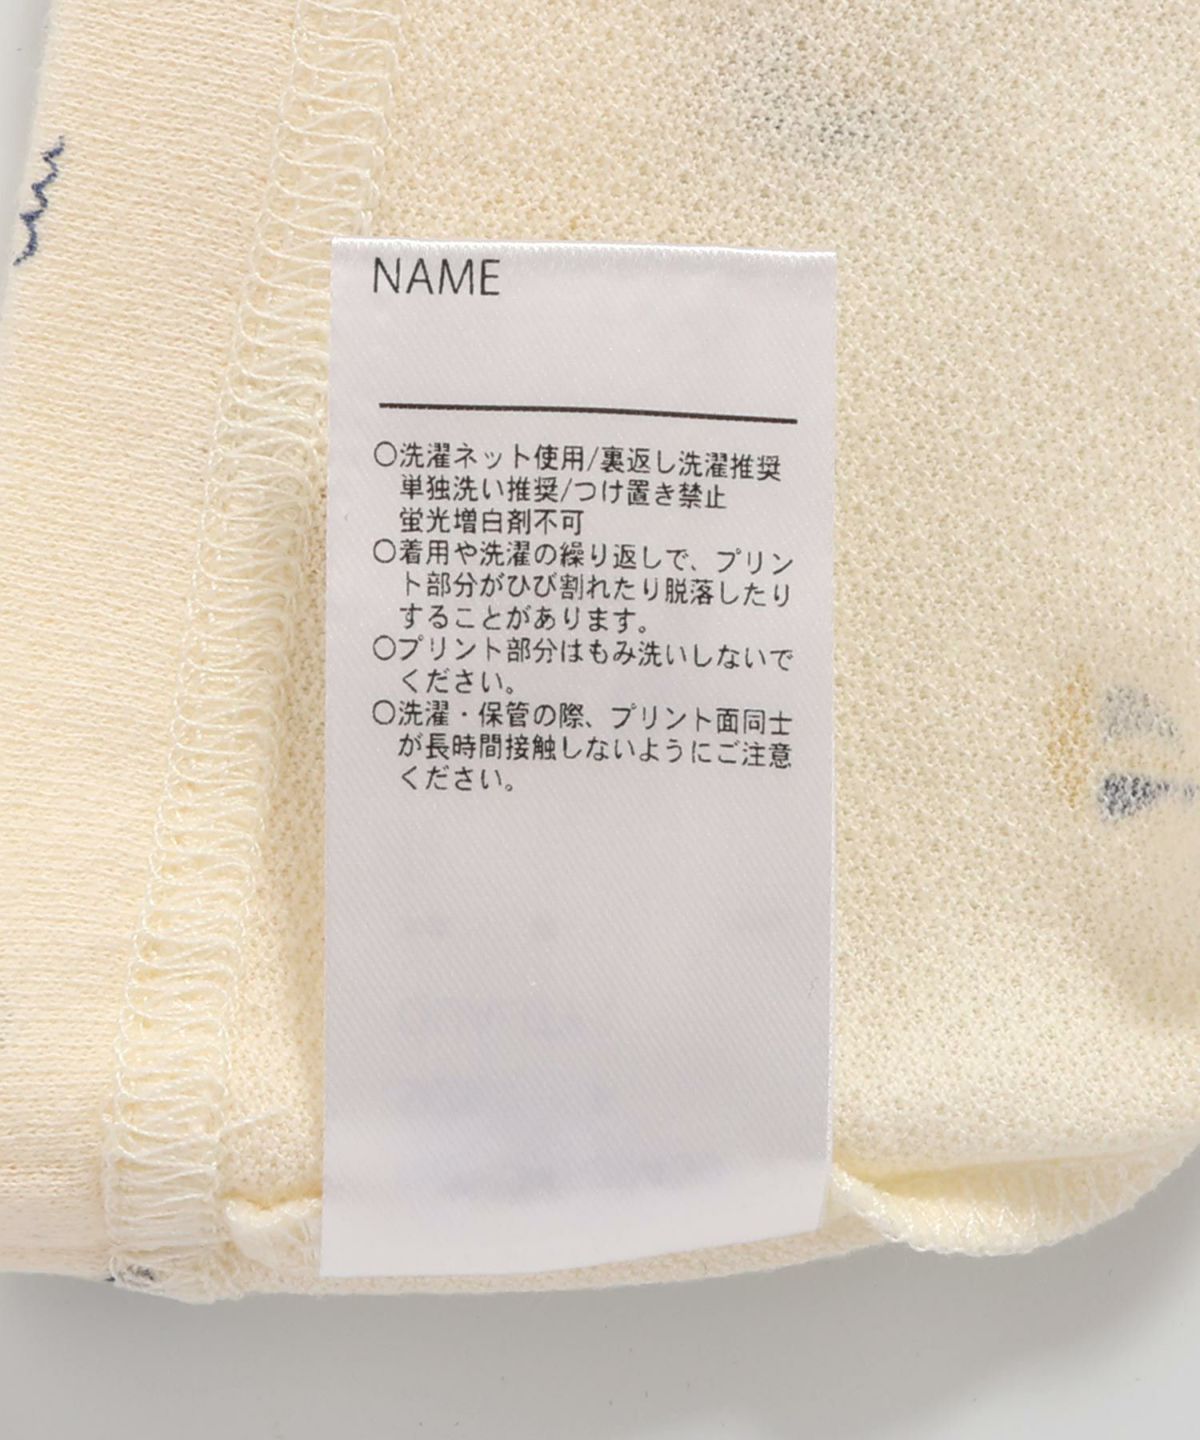 NAME
〇洗濯ネット使用/裏返し洗濯推奨
単独洗い推奨/つけ置き禁止
蛍光増白剤不可
〇着用や洗濯の繰り返しで、プリン
ト部分がひび割れたり脱落したり
することがあります。
〇プリント部分はもみ洗いしないで
ください。
〇洗濯・保管の際、プリント面同士
が長時間接触しないようにご注意
ください。